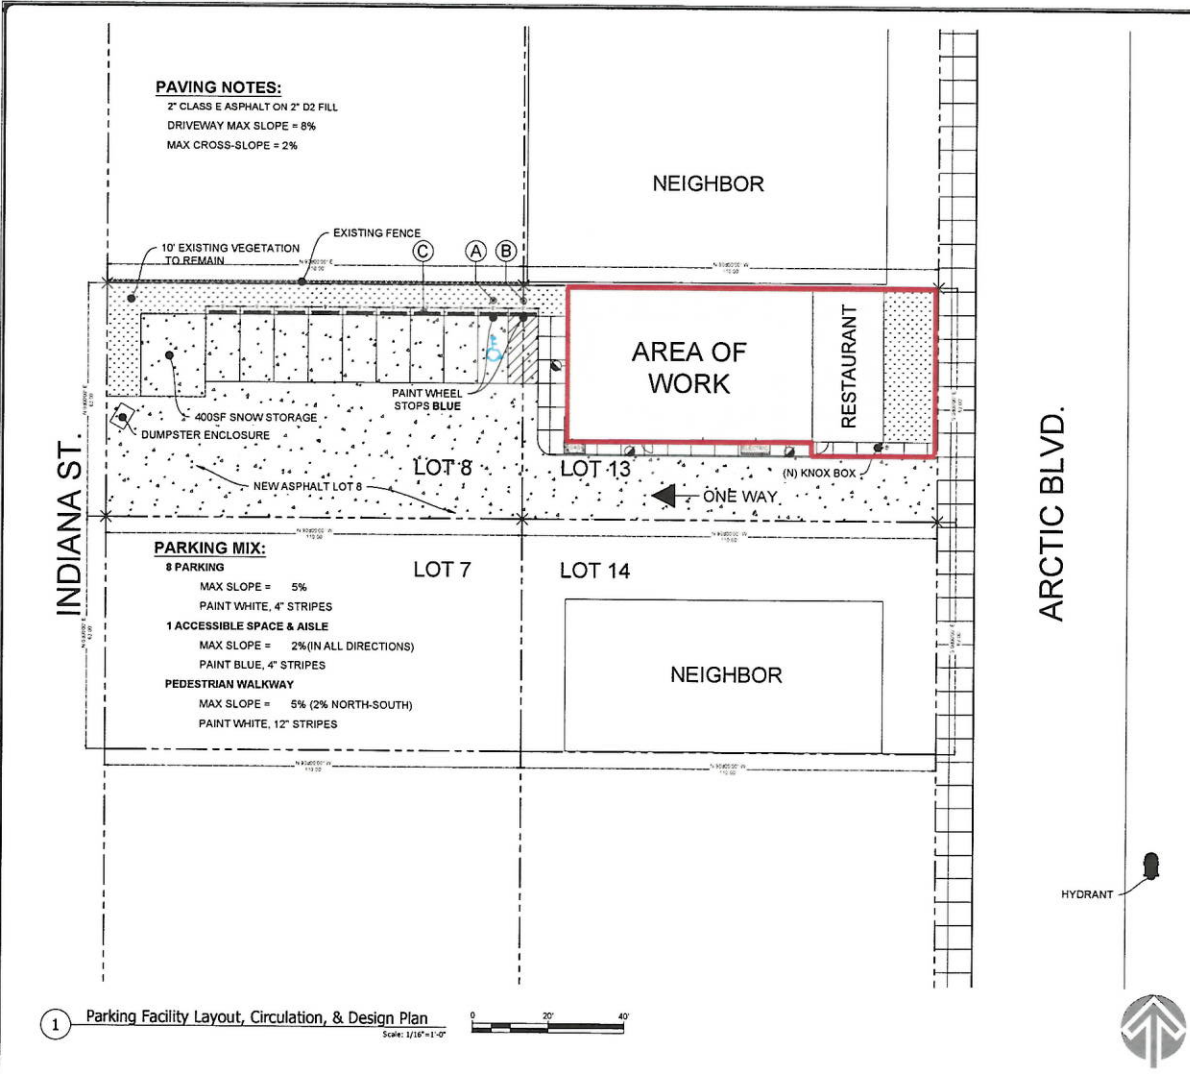 PAVING NOTES:
2" CLASS E ASPHALT ON 2" D2 FILL
DRIVEWAY MAX SLOPE = 8%
MAX CROSS-SLOPE = 2%
NEIGHBOR
EXISTING FENCE
10' EXISTING VEGETATION
TO REMAIN
C
A
B
AREA OF
WORK
RESTAURANT
PAINT WHEEL
STOPS BLUE
400SF SNOW STORAGE
DUMPSTER ENCLOSURE
LOT 8
LOT 13
(N) KNOX BOX
NEW ASPHALT LOT 8
ONE WAY
INDIANA ST.
ARCTIC BLVD.
PARKING MIX:
8 PARKING
MAX SLOPE = 5%
PAINT WHITE, 4" STRIPES
1 ACCESSIBLE SPACE & AISLE
MAX SLOPE = 2%(IN ALL DIRECTIONS)
PAINT BLUE, 4" STRIPES
PEDESTRIAN WALKWAY
MAX SLOPE = 5% (2% NORTH-SOUTH)
PAINT WHITE, 12" STRIPES
LOT 7
LOT 14
NEIGHBOR
HYDRANT
1
Parking Facility Layout, Circulation, & Design Plan
Scale: 1/16"=1'-0"
0 20' 40'